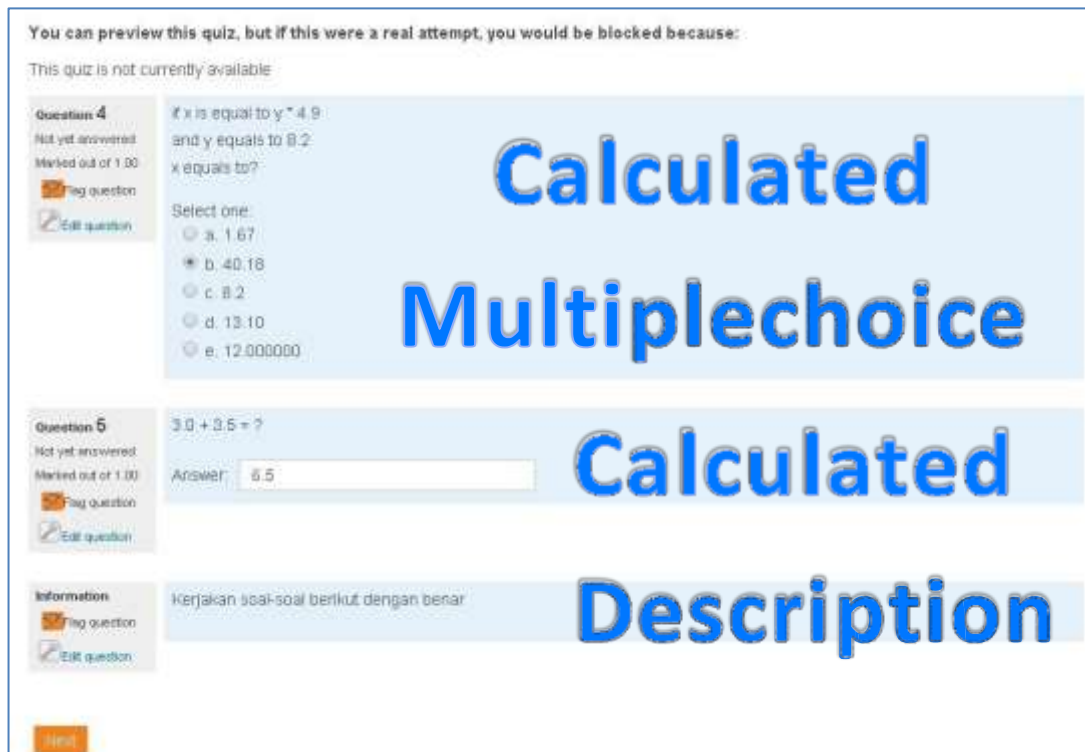 You can preview this quiz, but if this were a real attempt, you would be blocked because:
This quiz is not currently available
Question 4
Not yet answered
Marked out of 1.00
Flag question
Edit question
if x is equal to y * 4.9
and y equals to 8.2
x equals to?
Select one:
a. 1.67
b. 40.18
c. 8.2
d. 13.10
e. 12.000000
Calculated
Multiplechoice
Question 5
Not yet answered
Marked out of 1.00
Flag question
Edit question
3.0 + 3.5 = ?
Answer: 6.5
Calculated
Information
Flag question
Edit question
Kerjakan soal-soal berikut dengan benar
Description
Next